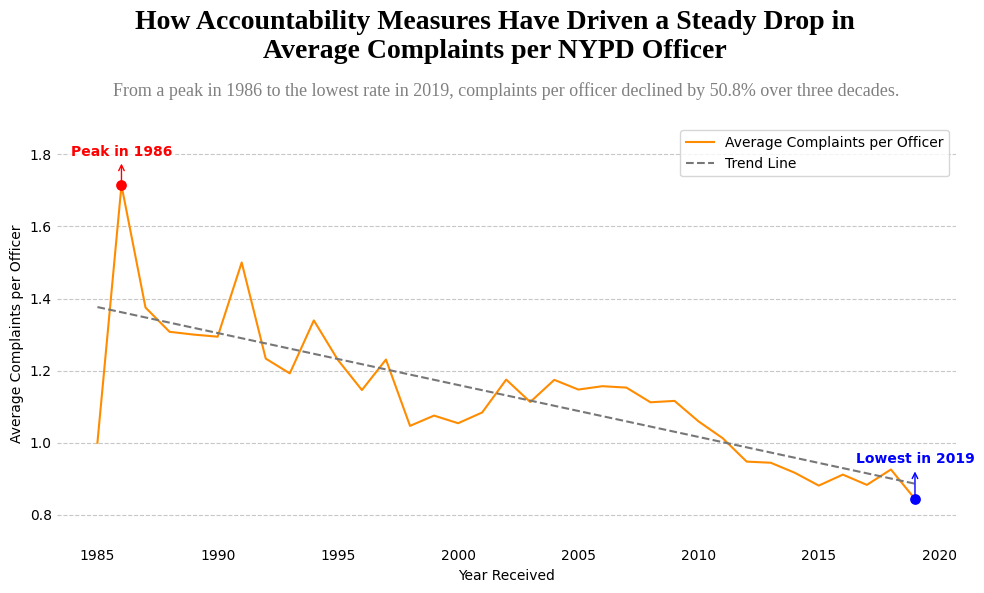 How Accountability Measures Have Driven a Steady Drop in
Average Complaints per NYPD Officer
From a peak in 1986 to the lowest rate in 2019, complaints per officer declined by 50.8% over three decades.
Peak in 1986
Average Complaints per Officer
Trend Line
Lowest in 2019
Average Complaints per Officer
1.8
1.6
1.4
1.2
1.0
0.8
1985 1990 1995 2000 2005 2010 2015 2020
Year Received